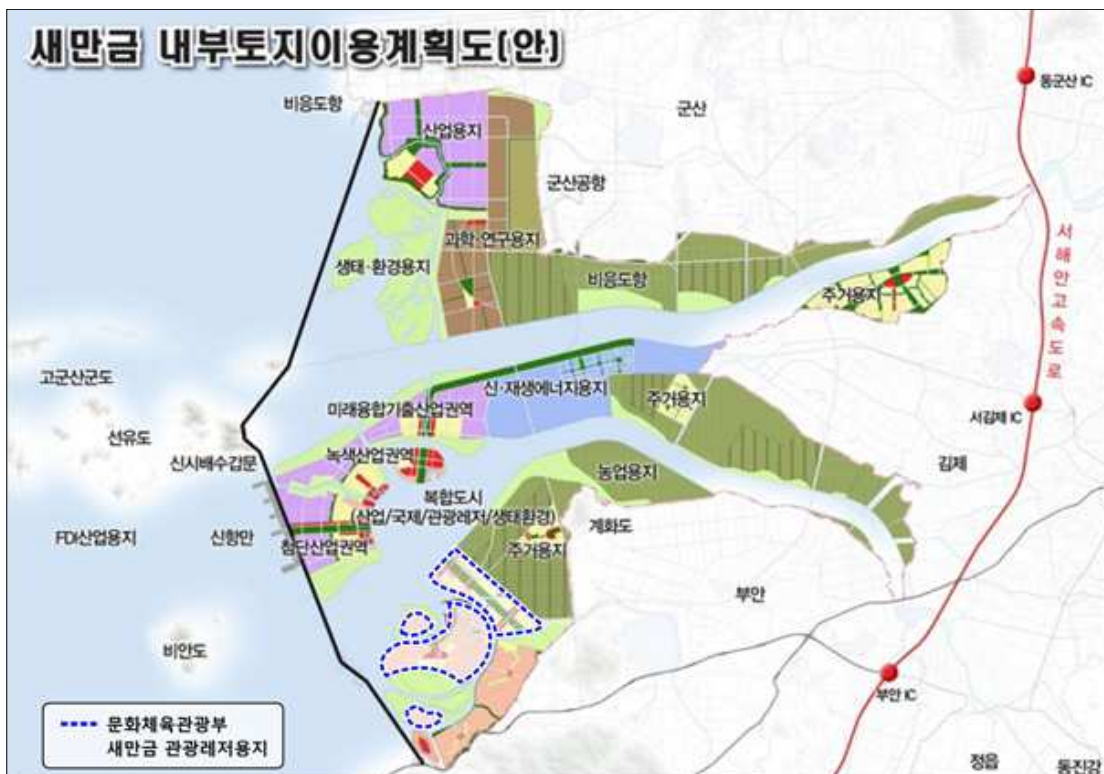 새만금 내부토지이용계획도(안)
비응도항
산업용지
군산
동군산 IC
군산공항
생태·환경용지
과학·연구용지
비응도항
주거용지
서해안고속도로
고군산군도
선유도
신시배수갑문
미래융합기출산업권역
신·재생에너지용지
주거용지
서김제 IC
김제
녹색산업권역
복합도시
(산업/국제/관광레저/생태환경)
농업용지
계화도
FDI산업용지
신항만
첨단산업권역
주거용지
부안
비안도
부안 IC
문화체육관광부
새만금 관광레저용지
정읍
동진강